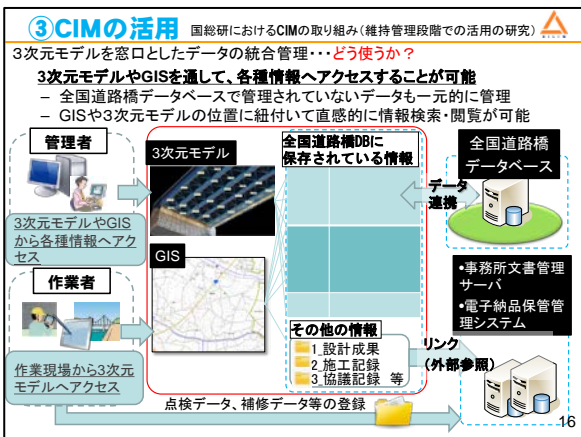 ③CIMの活用 国総研におけるCIMの取り組み(維持管理段階での活用の研究)
3次元モデルを窓口としたデータの統合管理・・・どう使うか？
3次元モデルやGISを通して、各種情報へアクセスすることが可能
– 全国道路橋データベースで管理されていないデータも一元的に管理
– GISや3次元モデルの位置に紐付いて直感的に情報検索・閲覧が可能
管理者
3次元モデルやGIS
から各種情報へアク
セス
作業者
作業現場から3次元
モデルへアクセス
3次元モデル
GIS
全国道路橋DBに
保存されている情報
その他の情報
1_設計成果
2_施工記録
3_協議記録 等
データ
連携
全国道路橋
データベース
•事務所文書管理
サーバ
•電子納品保管管
理システム
リンク
(外部参照)
点検データ、補修データ等の登録
16